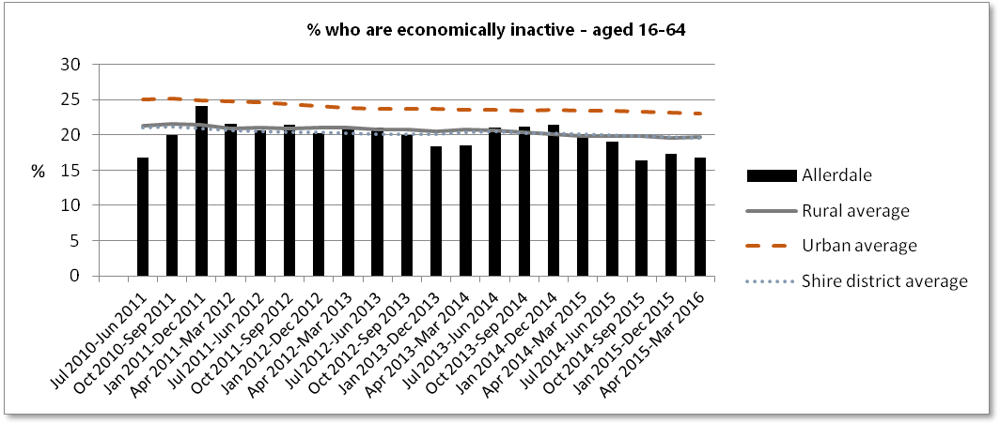 % who are economically inactive - aged 16-64
30
25
20
15
10
5
0
%
Jul 2010-Jun 2011
Oct 2010-Sep 2011
Jan 2011-Dec 2011
Apr 2011-Mar 2012
Jul 2011-Jun 2012
Oct 2011-Sep 2012
Jan 2012-Dec 2012
Apr 2012-Mar 2013
Jul 2012-Jun 2013
Oct 2012-Sep 2013
Jan 2013-Dec 2013
Apr 2013-Mar 2014
Jul 2013-Jun 2014
Oct 2013-Sep 2014
Jan 2014-Dec 2014
Apr 2014-Mar 2015
Jul 2014-Jun 2015
Oct 2014-Sep 2015
Jan 2015-Dec 2015
Apr 2015-Mar 2016
Allerdale
Rural average
Urban average
Shire district average